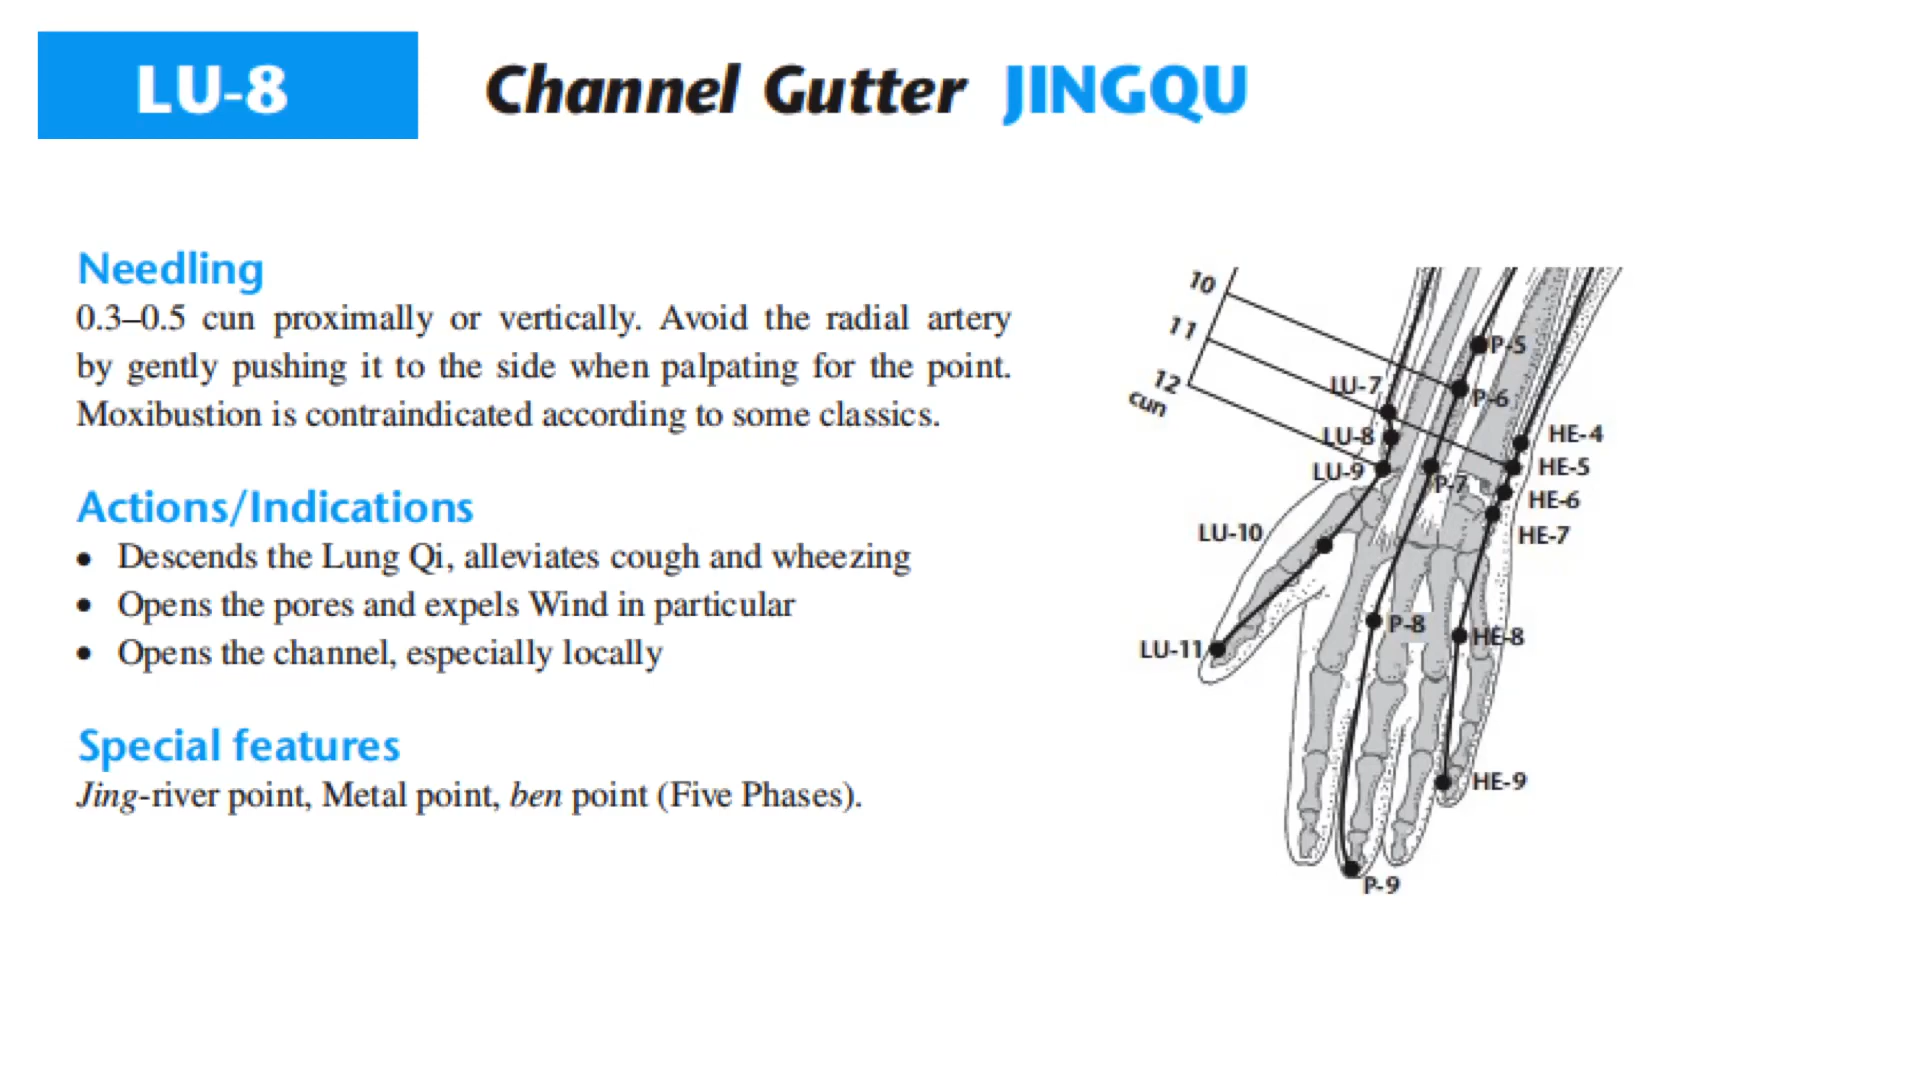 LU-8
Channel Gutter JINGQU
Needling
0.3–0.5 cun proximally or vertically. Avoid the radial artery
by gently pushing it to the side when palpating for the point.
Moxibustion is contraindicated according to some classics.
Actions/Indications
• Descends the Lung Qi, alleviates cough and wheezing
• Opens the pores and expels Wind in particular
• Opens the channel, especially locally
Special features
Jing-river point, Metal point, ben point (Five Phases).
10
11
12
cun
P-5
LU-7
P-6
LU-8
HE-4
LU-9
HE-5
P-7
HE-6
LU-10
HE-7
P-8
HE-8
LU-11
HE-9
P-9